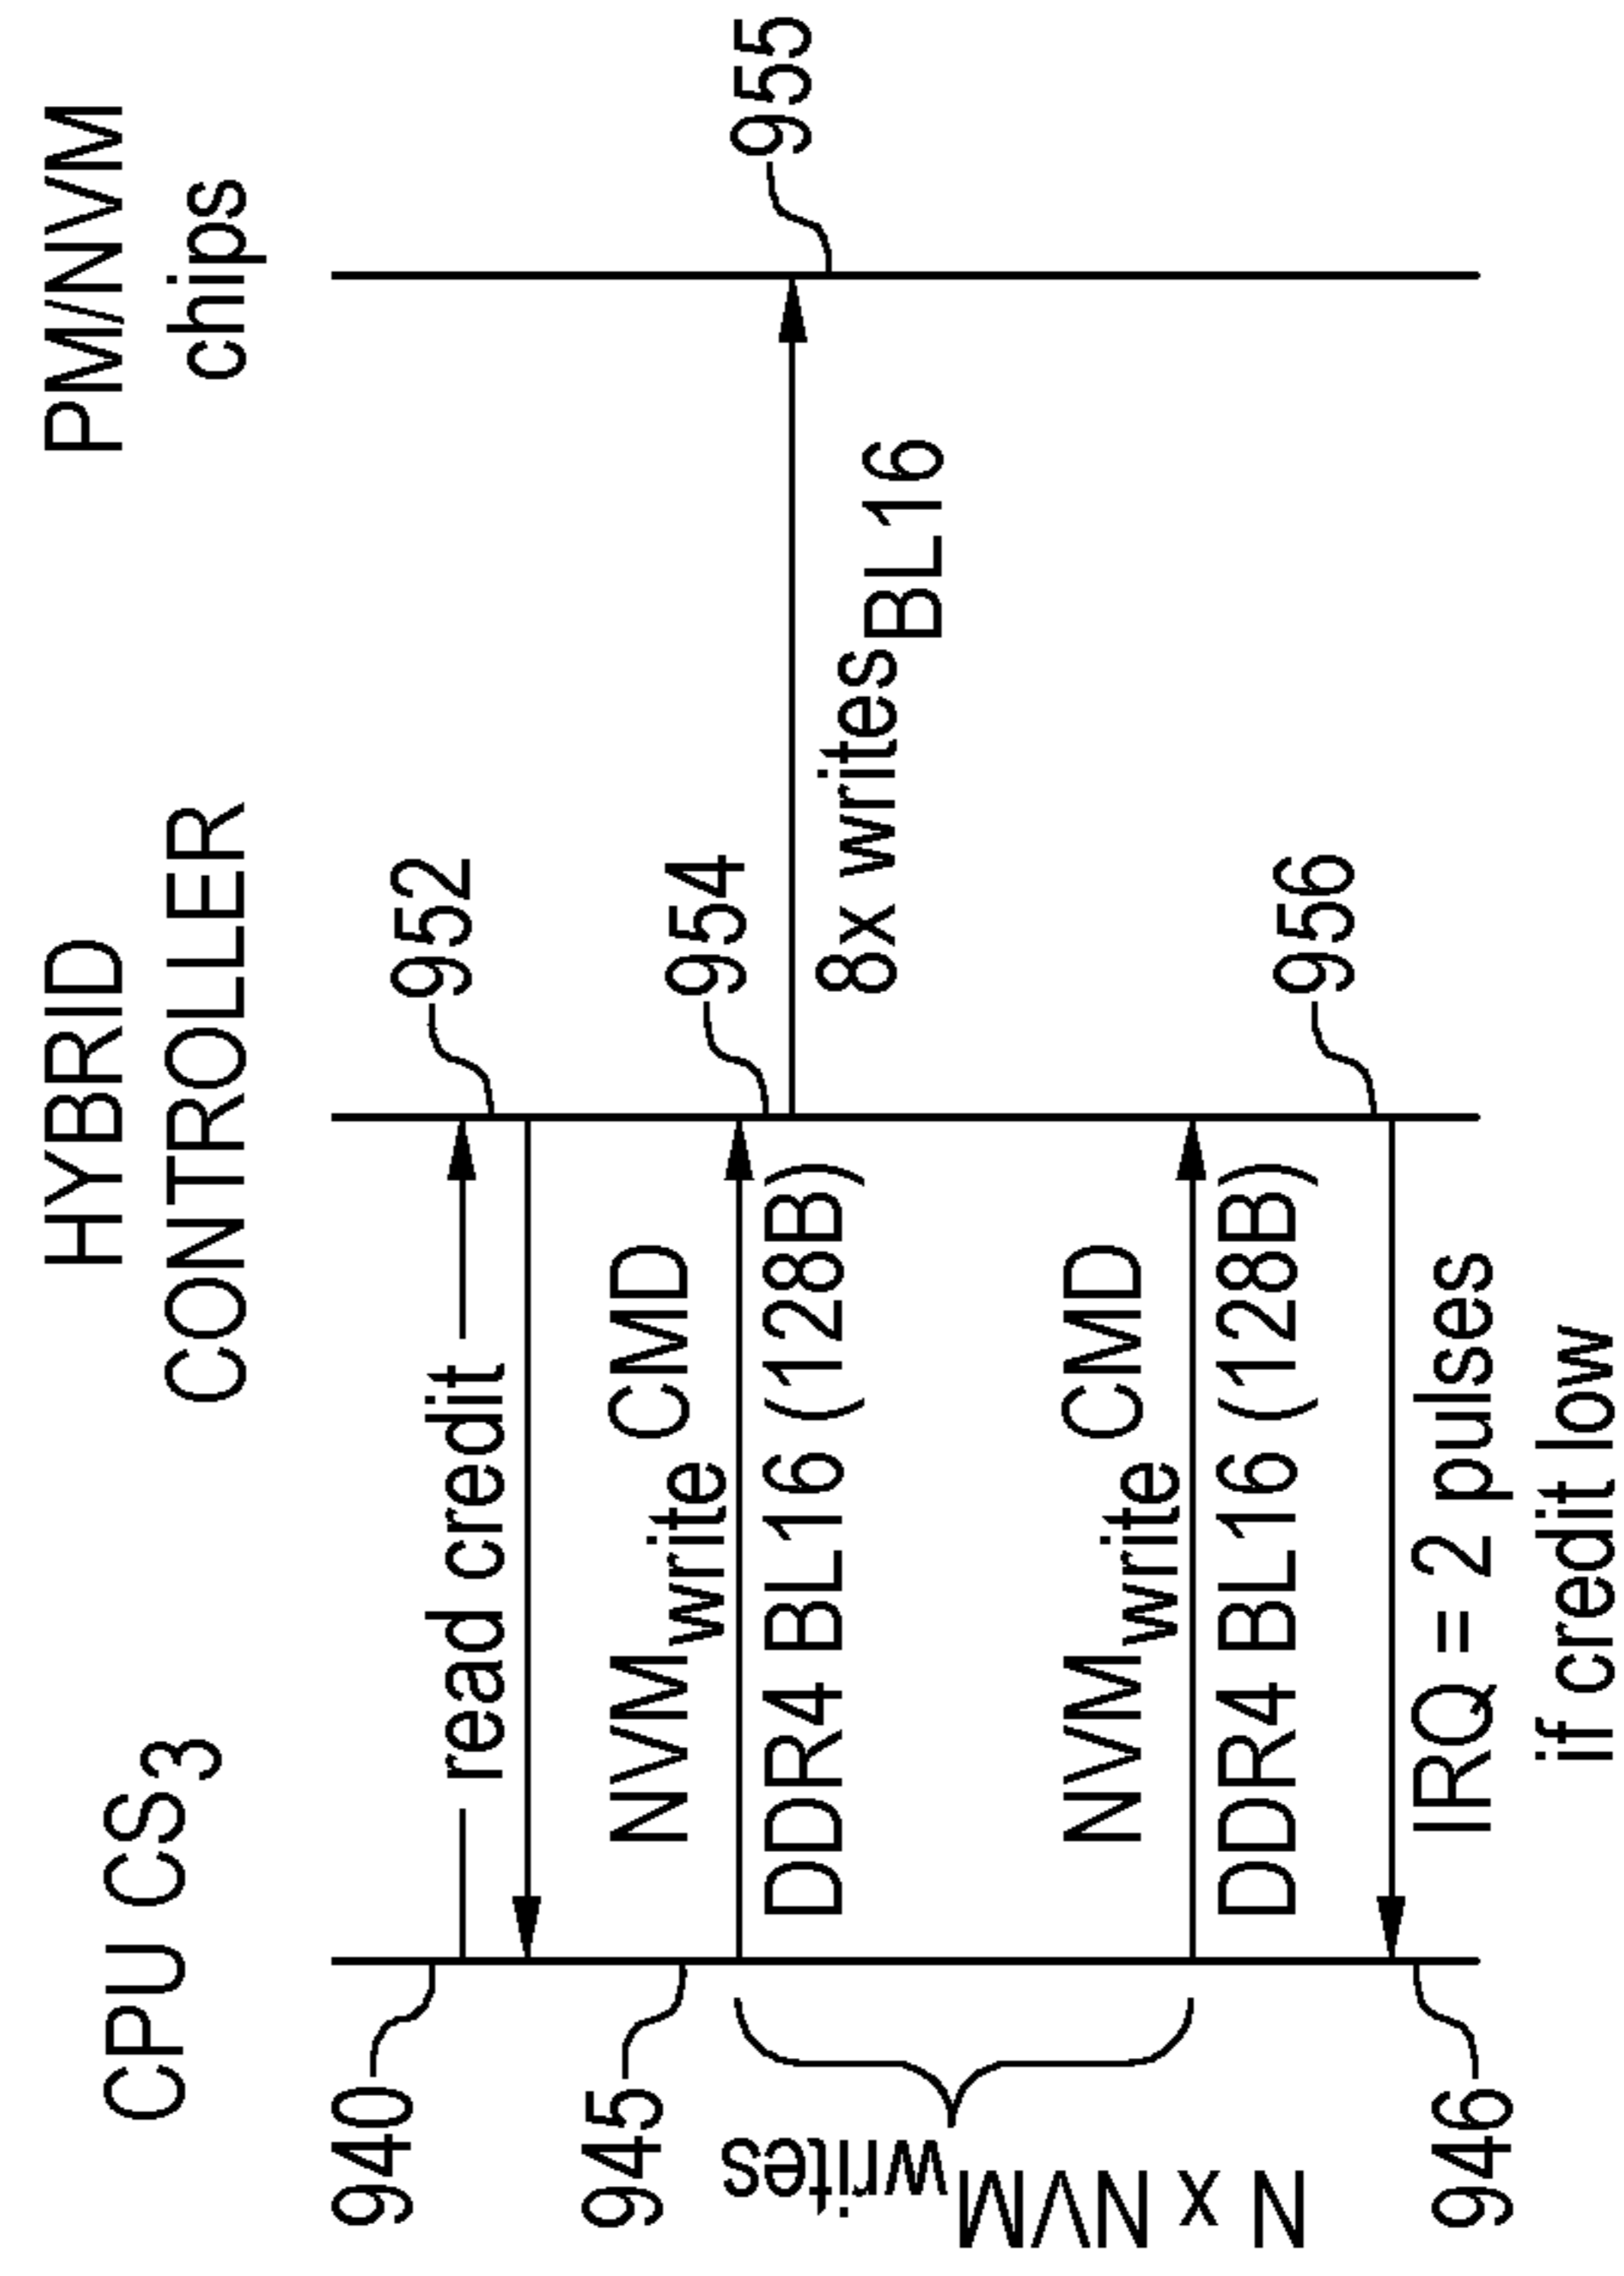 CPU CS3
HYBRID
CONTROLLER
PM/NVM
chips
940
read credit
952
945
NVMwrite CMD
954
955
DDR4 BL16 (128B)
8x writesBL16
N x NVMwrites
NVMwrite CMD
DDR4 BL16 (128B)
956
946
IRQ = 2 pulses
if credit low